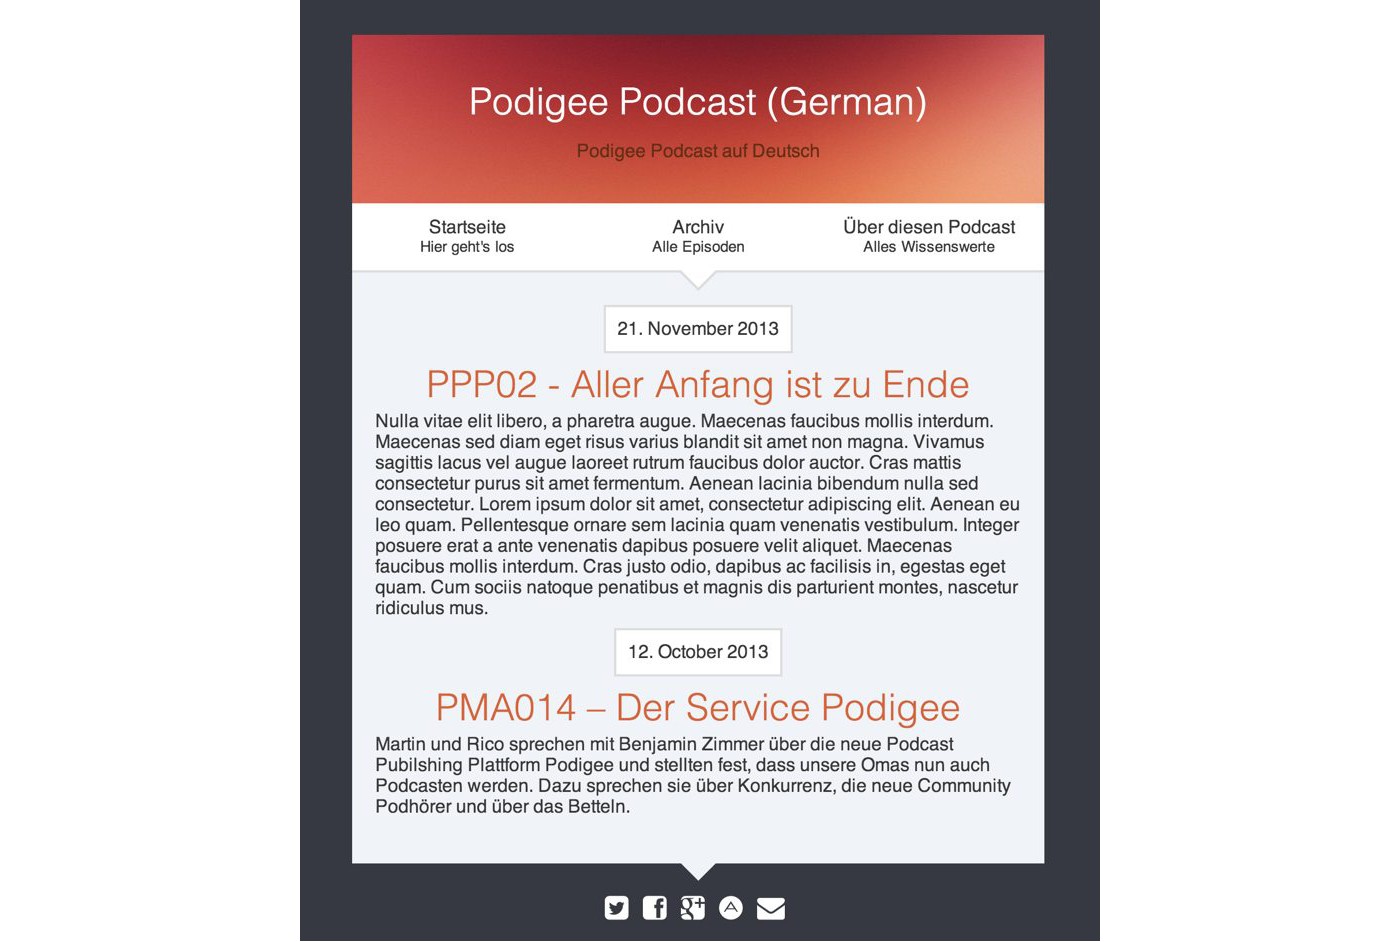 Podigee Podcast (German)
Podigee Podcast auf Deutsch
Startseite
Hier geht's los
Archiv
Alle Episoden
Über diesen Podcast
Alles Wissenswerte
21. November 2013
PPP02 - Aller Anfang ist zu Ende
Nulla vitae elit libero, a pharetra augue. Maecenas faucibus mollis interdum.
Maecenas sed diam eget risus varius blandit sit amet non magna. Vivamus
sagittis lacus vel augue laoreet rutrum faucibus dolor auctor. Cras mattis
consectetur purus sit amet fermentum. Aenean lacinia bibendum nulla sed
consectetur. Lorem ipsum dolor sit amet, consectetur adipiscing elit. Aenean eu
leo quam. Pellentesque ornare sem lacinia quam venenatis vestibulum. Integer
posuere erat a ante venenatis dapibus posuere velit aliquet. Maecenas
faucibus mollis interdum. Cras justo odio, dapibus ac facilisis in, egestas eget
quam. Cum sociis natoque penatibus et magnis dis parturient montes, nascetur
ridiculus mus.
12. October 2013
PMA014 – Der Service Podigee
Martin und Rico sprechen mit Benjamin Zimmer über die neue Podcast
Pubilshing Plattform Podigee und stellten fest, dass unsere Omas nun auch
Podcasten werden. Dazu sprechen sie über Konkurrenz, die neue Community
Podhörer und über das Betteln.